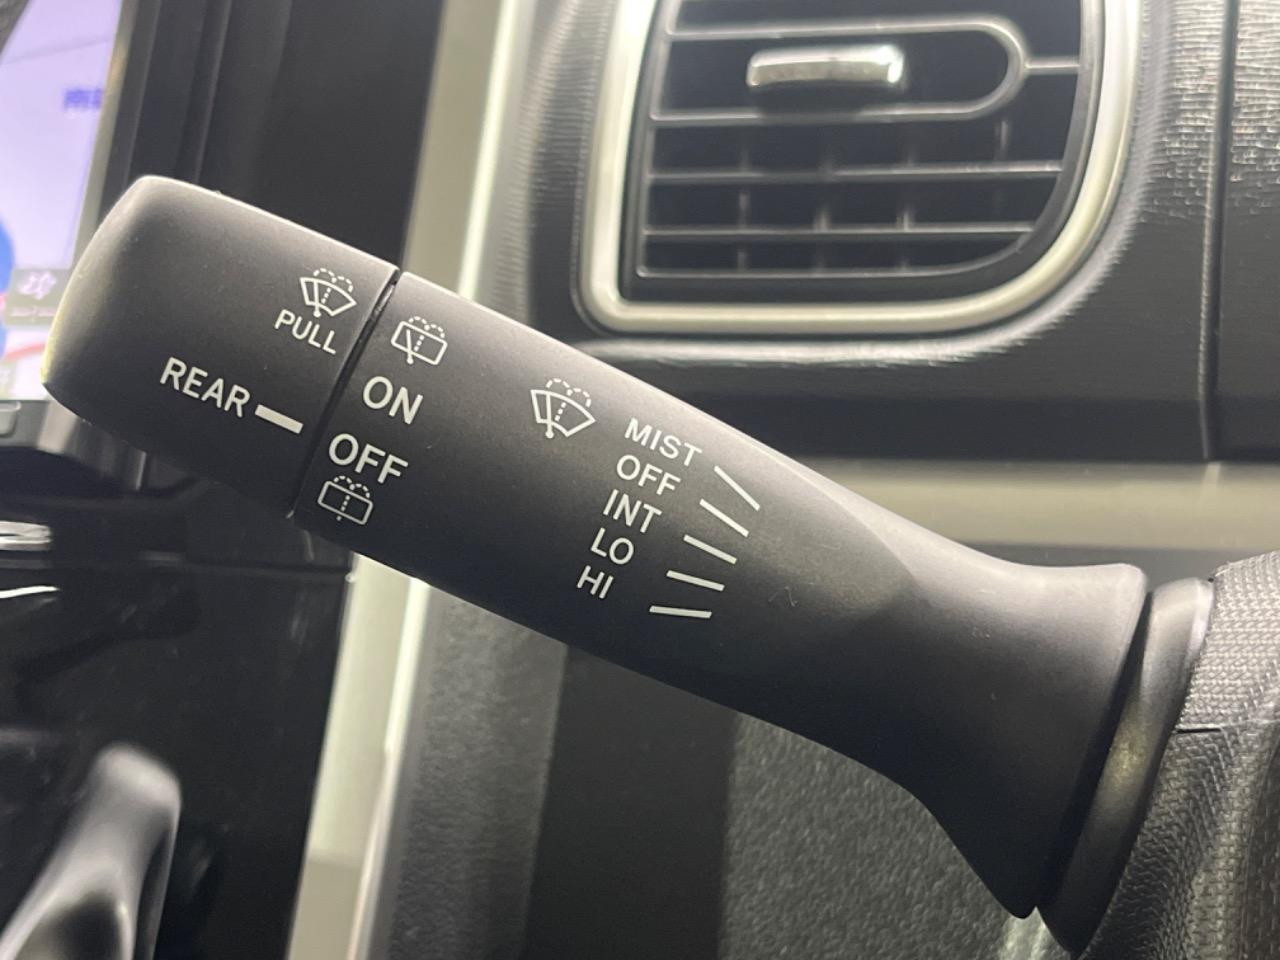 PULL
REAR
ON
OFF
MIST
OFF
INT
LO
HI